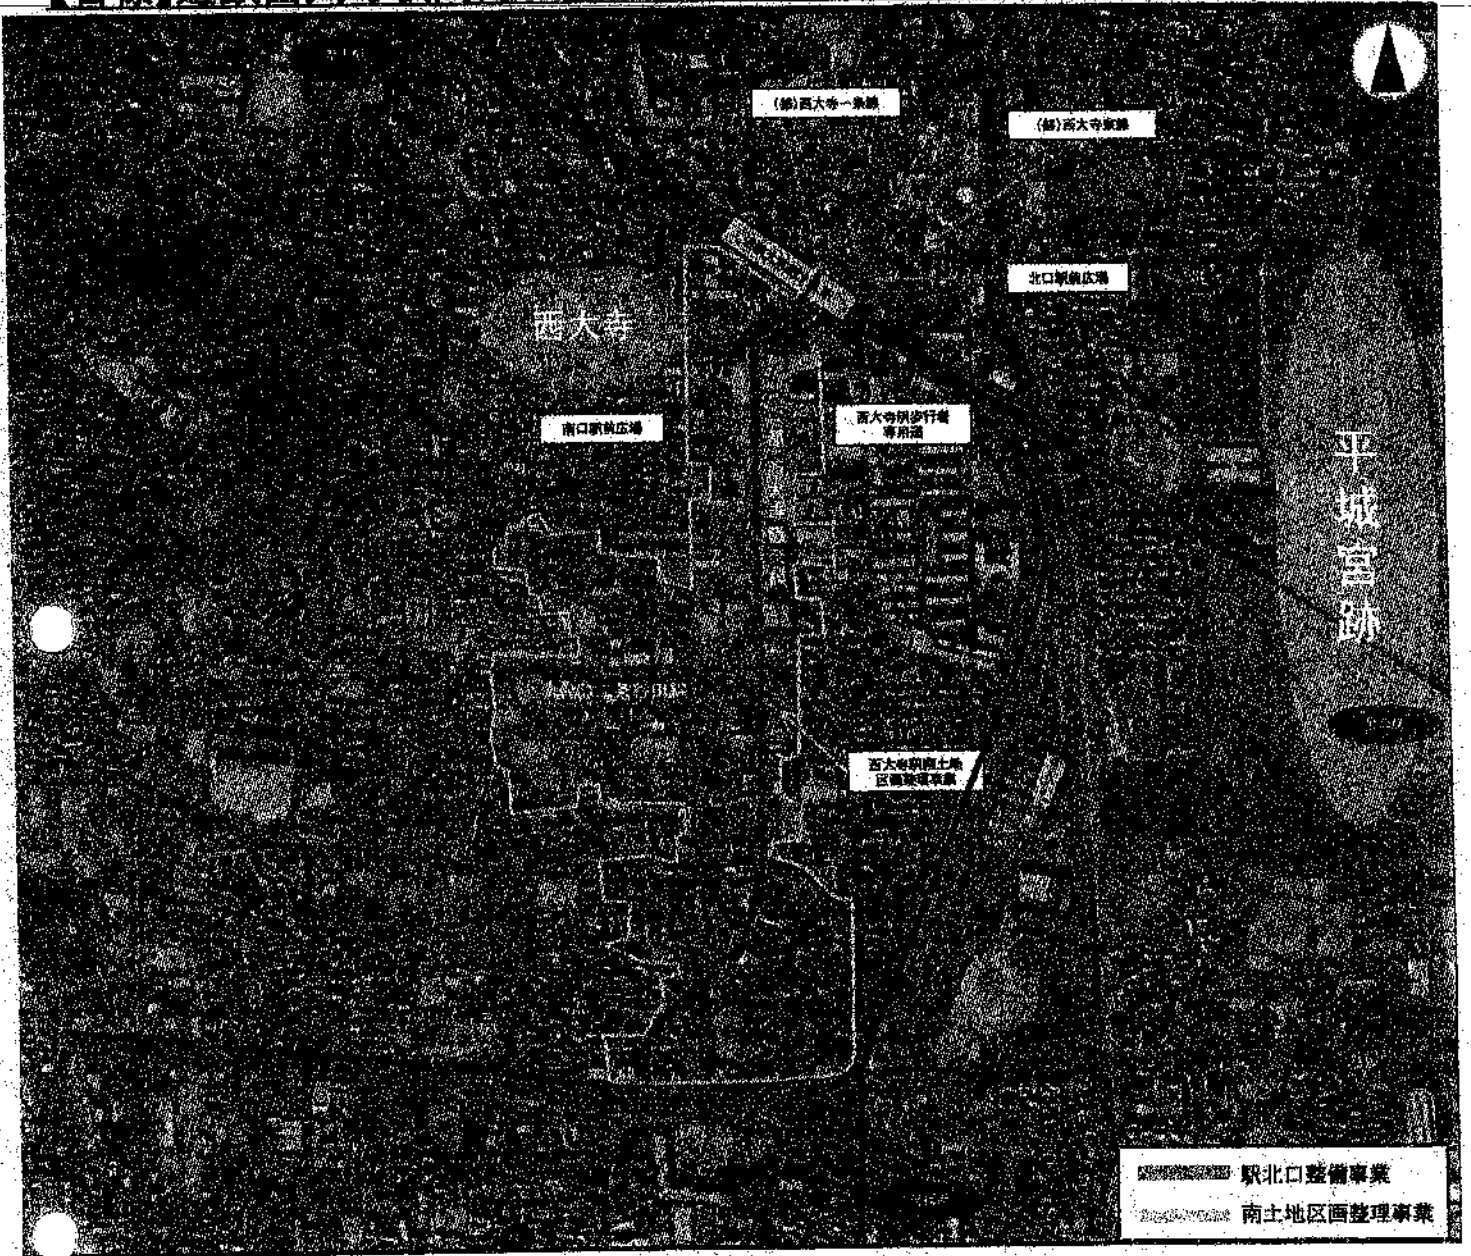 (都)西大寺一条線
(都)西大寺東線
北口駅前広場
西大寺
南口駅前広場
西大寺駅歩行者
専用道
平城宮跡
西大寺駅南土地
区画整理事業
駅北口整備事業
南土地区画整理事業